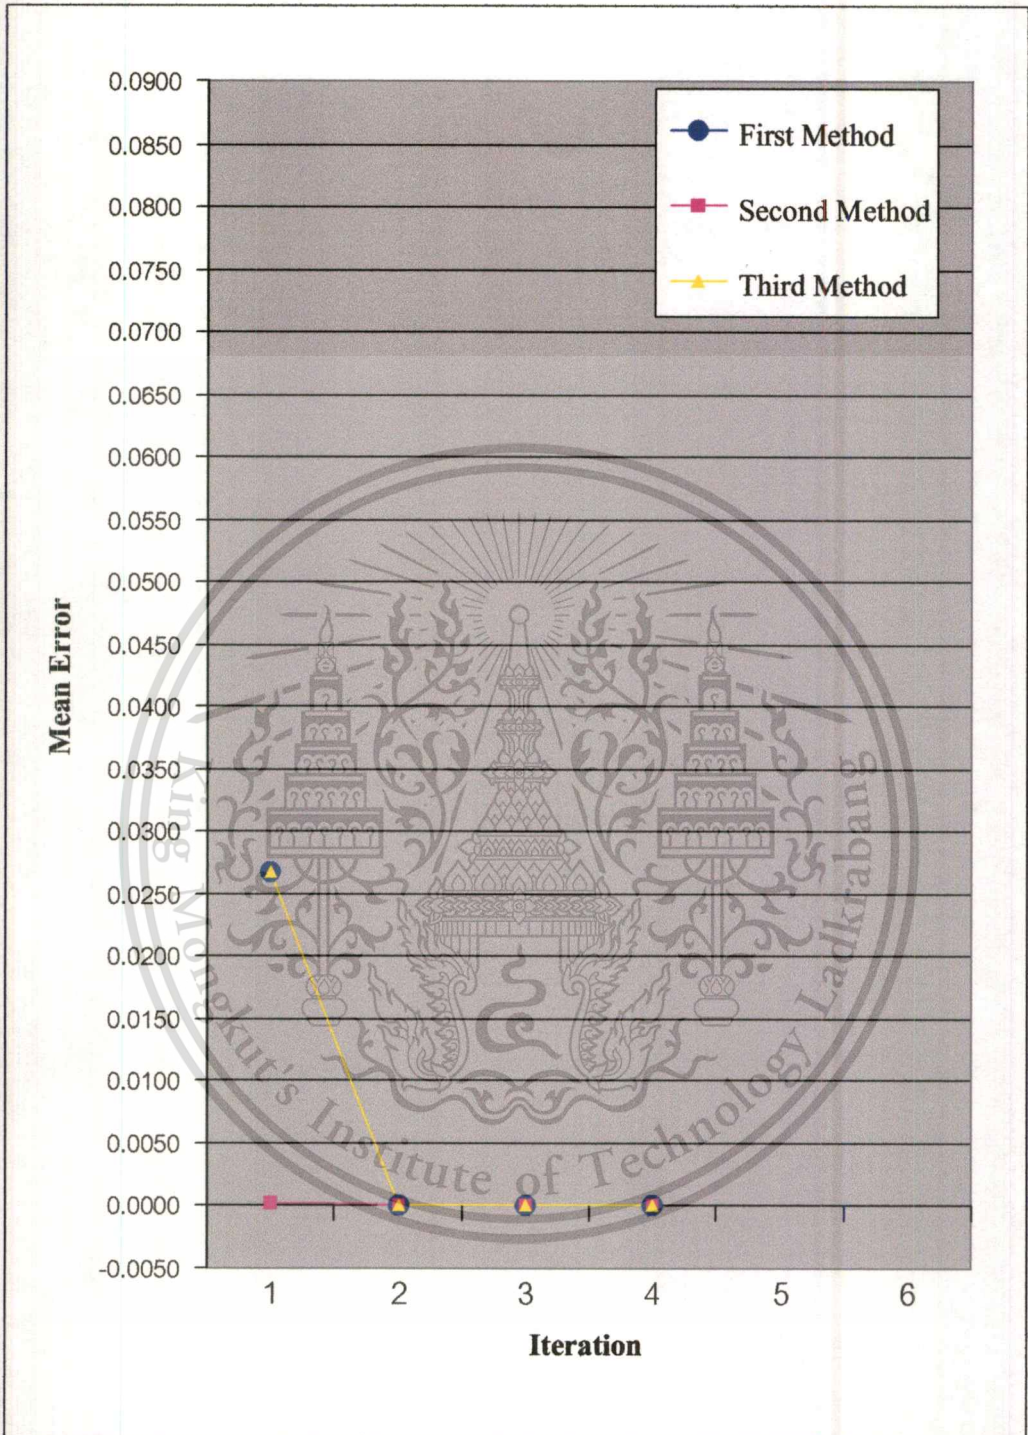 0.0900
0.0850
0.0800
0.0750
0.0700
0.0650
0.0600
0.0550
0.0500
0.0450
0.0400
0.0350
0.0300
0.0250
0.0200
0.0150
0.0100
0.0050
0.0000
-0.0050
First Method
Second Method
Third Method
Mean Error
King Mongkut's Institute of Technology Ladkrabang
1 2 3 4 5 6
Iteration